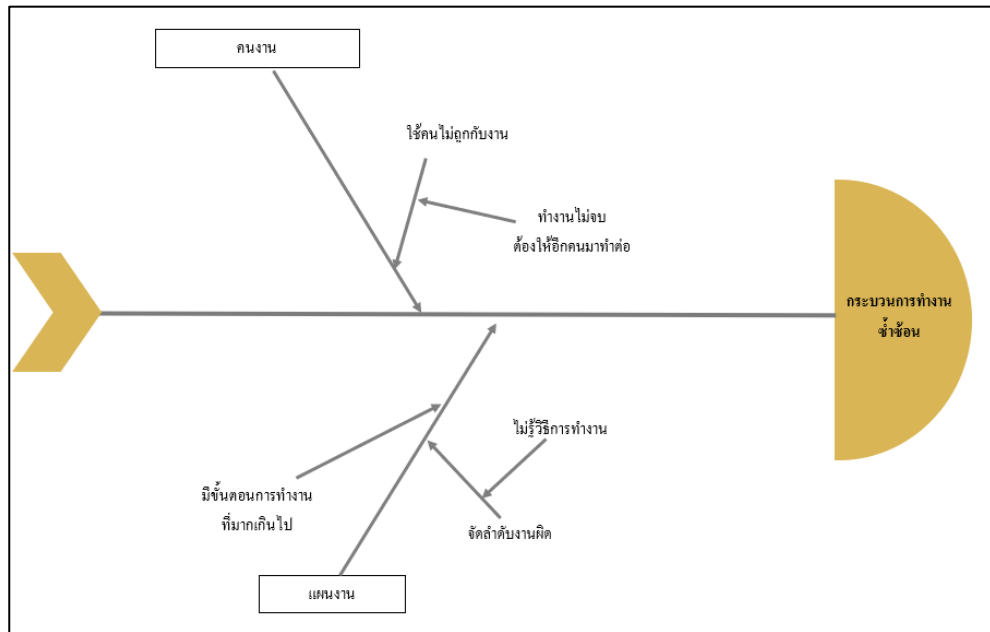 คนงาน
ใช้คนไม่ถูกกับงาน
ทำงานไม่จบ
ต้องให้อีกคนมาทำต่อ
กระบวนการทำงาน
ซ้ำซ้อน
ไม่รู้วิธีการทำงาน
มีขั้นตอนการทำงาน
ที่มากเกินไป
จัดลำดับงานผิด
แผนงาน